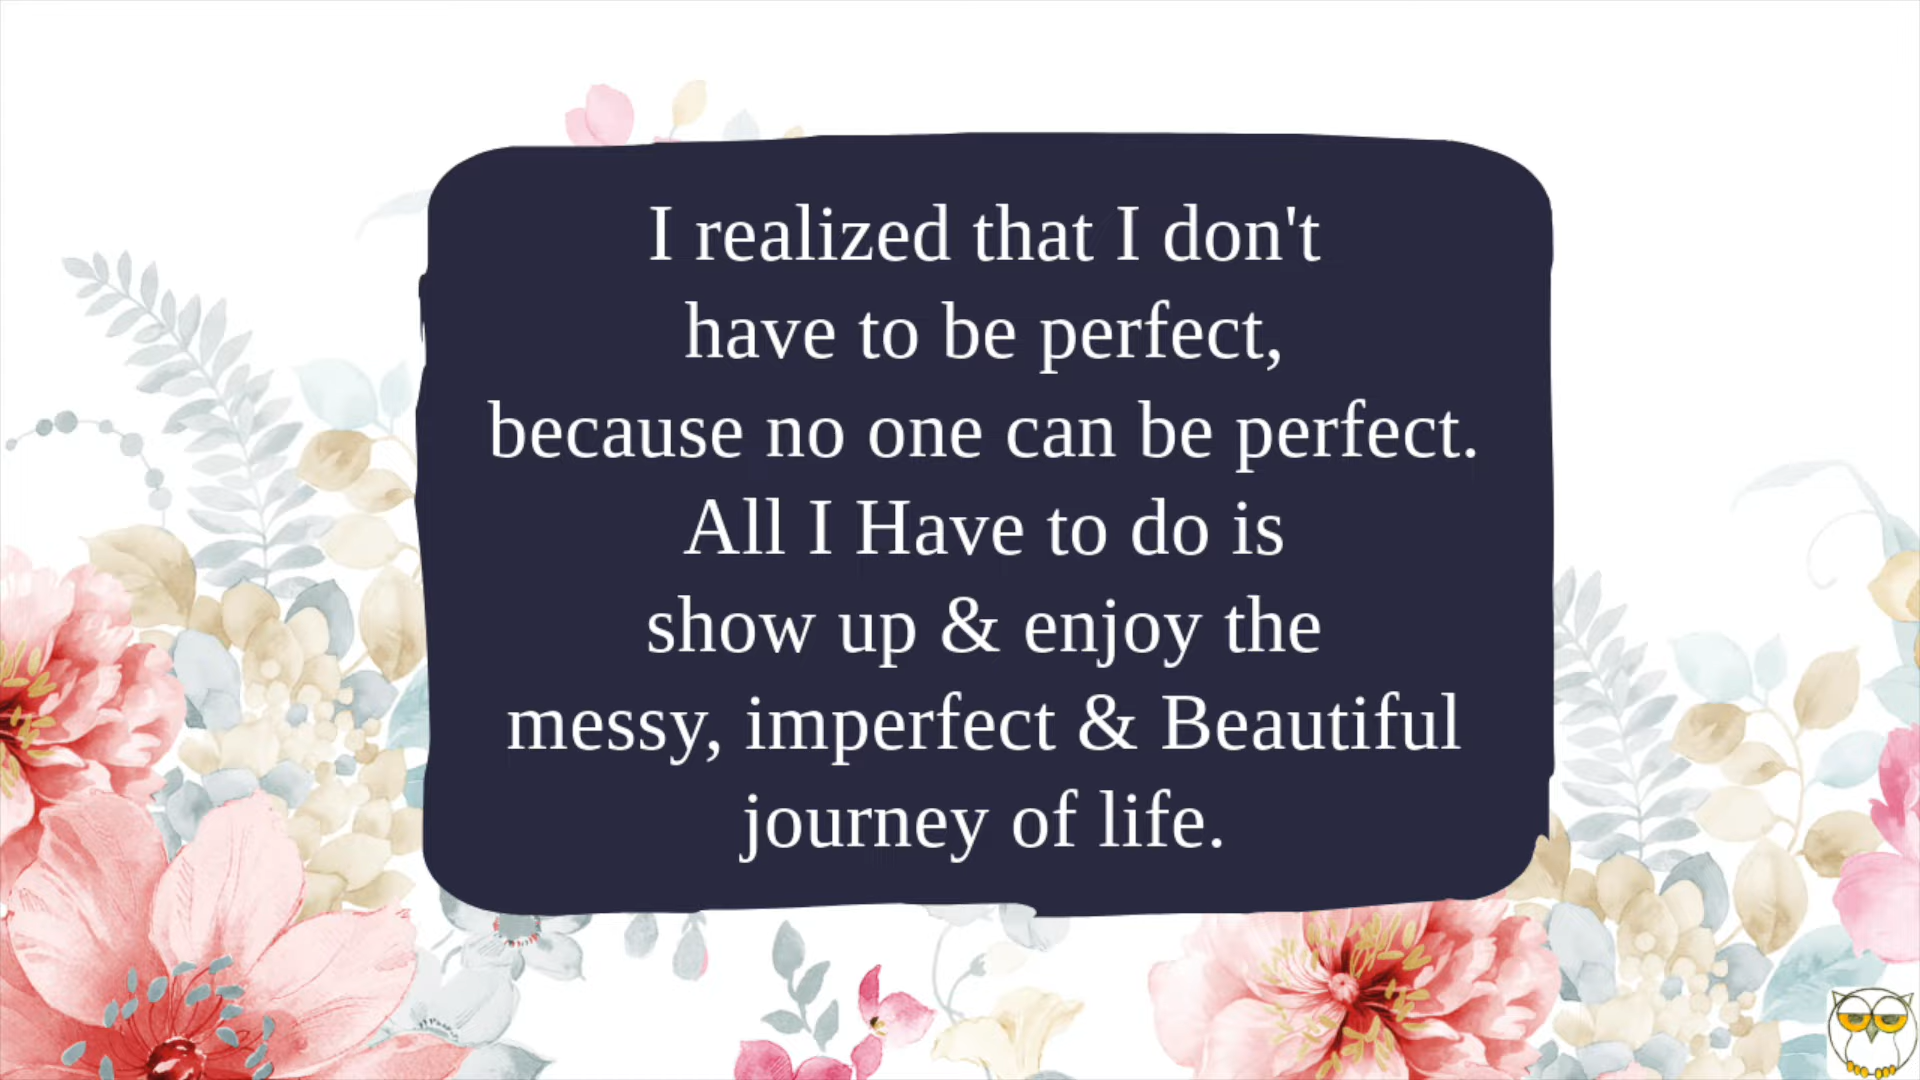 I realized that I don't
have to be perfect,
because no one can be perfect.
All I Have to do is
show up & enjoy the
messy, imperfect & Beautiful
journey of life.